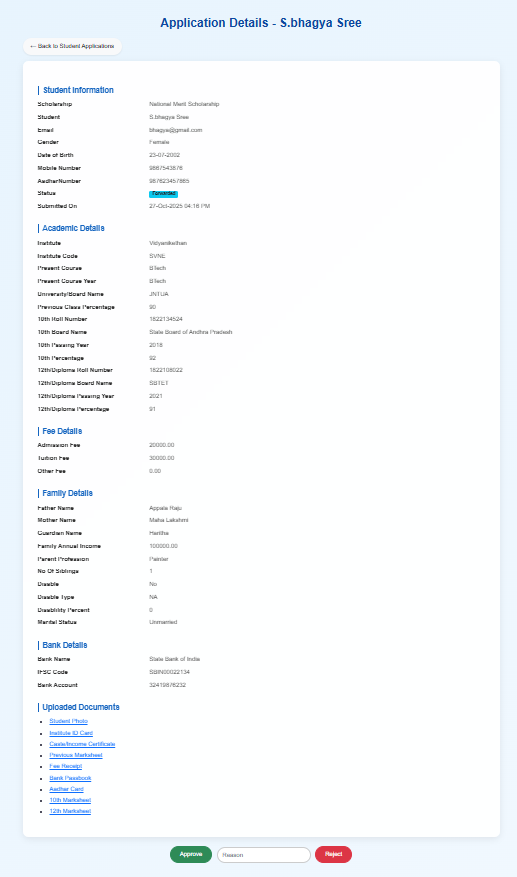 Application Details - S.bhagya Sree
← Back to Student Applications
Student Information
Scholarship National Merit Scholarship
Student S.bhagya Sree
Email bhagya@gmail.com
Gender Female
Date of Birth 23-07-2002
Mobile Number 9867543876
AadharNumber 987623457865
Status Forwarded
Submitted On 27-Oct-2025 04:16 PM
Academic Details
Institute Vidyanikethan
Institute Code SVNE
Present Course BTech
Present Course Year BTech
University/Board Name JNTUA
Previous Class Percentage 90
10th Roll Number 1822134524
10th Board Name State Board of Andhra Pradesh
10th Passing Year 2018
10th Percentage 92
12th/Diploma Roll Number 1822108022
12th/Diploma Board Name SBTET
12th/Diploma Passing Year 2021
12th/Diploma Percentage 91
Fee Details
Admission Fee 20000.00
Tuition Fee 30000.00
Other Fee 0.00
Family Details
Father Name Appala Raju
Mother Name Maha Lakshmi
Guardian Name Haritha
Family Annual Income 100000.00
Parent Profession Painter
No Of Siblings 1
Disable No
Disable Type NA
Disability Percent 0
Marital Status Unmarried
Bank Details
Bank Name State Bank of India
IFSC Code SBIN00022134
Bank Account 32419876232
Uploaded Documents
• Student Photo
• Institute ID Card
• Caste/Income Certificate
• Previous Marksheet
• Fee Receipt
• Bank Passbook
• Aadhar Card
• 10th Marksheet
• 12th Marksheet
Approve Reason Reject